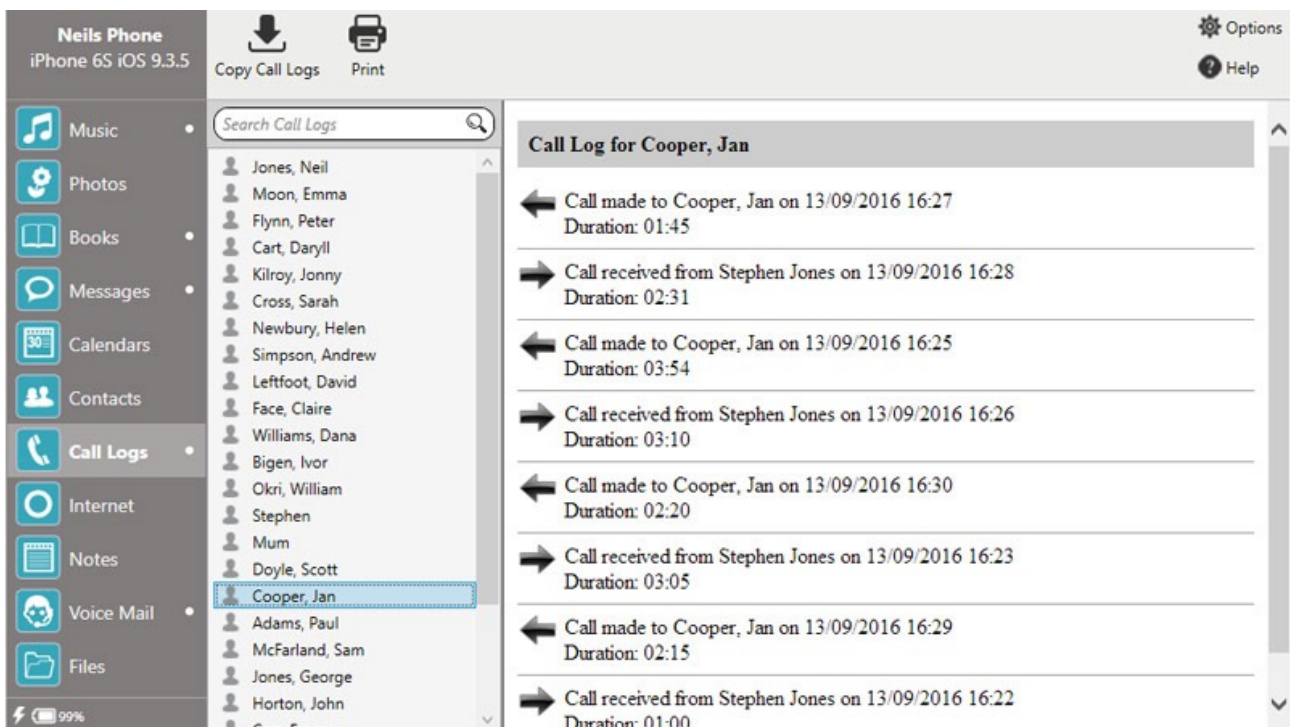 Neils Phone
iPhone 6S iOS 9.3.5
Copy Call Logs
Print
Options
Help
Music
Photos
Books
Messages
30
Calendars
Contacts
Call Logs
Internet
Notes
Voice Mail
Files
99%
Search Call Logs
Jones, Neil
Moon, Emma
Flynn, Peter
Cart, Daryll
Kilroy, Jonny
Cross, Sarah
Newbury, Helen
Simpson, Andrew
Leftfoot, David
Face, Claire
Williams, Dana
Bigen, Ivor
Okri, William
Stephen
Mum
Doyle, Scott
Cooper, Jan
Adams, Paul
McFarland, Sam
Jones, George
Horton, John
Call Log for Cooper, Jan
Call made to Cooper, Jan on 13/09/2016 16:27
Duration: 01:45
Call received from Stephen Jones on 13/09/2016 16:28
Duration: 02:31
Call made to Cooper, Jan on 13/09/2016 16:25
Duration: 03:54
Call received from Stephen Jones on 13/09/2016 16:26
Duration: 03:10
Call made to Cooper, Jan on 13/09/2016 16:30
Duration: 02:20
Call received from Stephen Jones on 13/09/2016 16:23
Duration: 03:05
Call made to Cooper, Jan on 13/09/2016 16:29
Duration: 02:15
Call received from Stephen Jones on 13/09/2016 16:22
Duration: 01:00